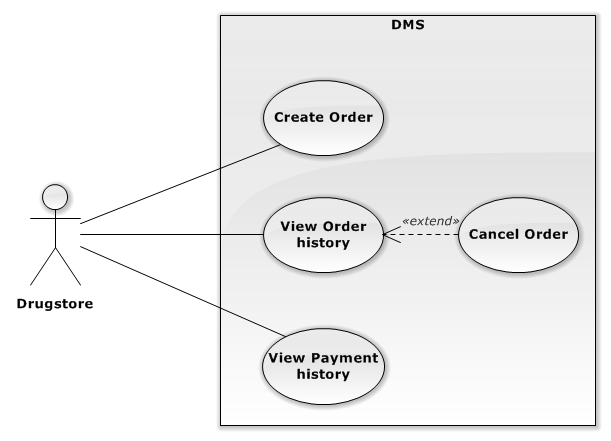 DMS
Create Order
«extend»
View Order
history
Cancel Order
Drugstore
View Payment
history